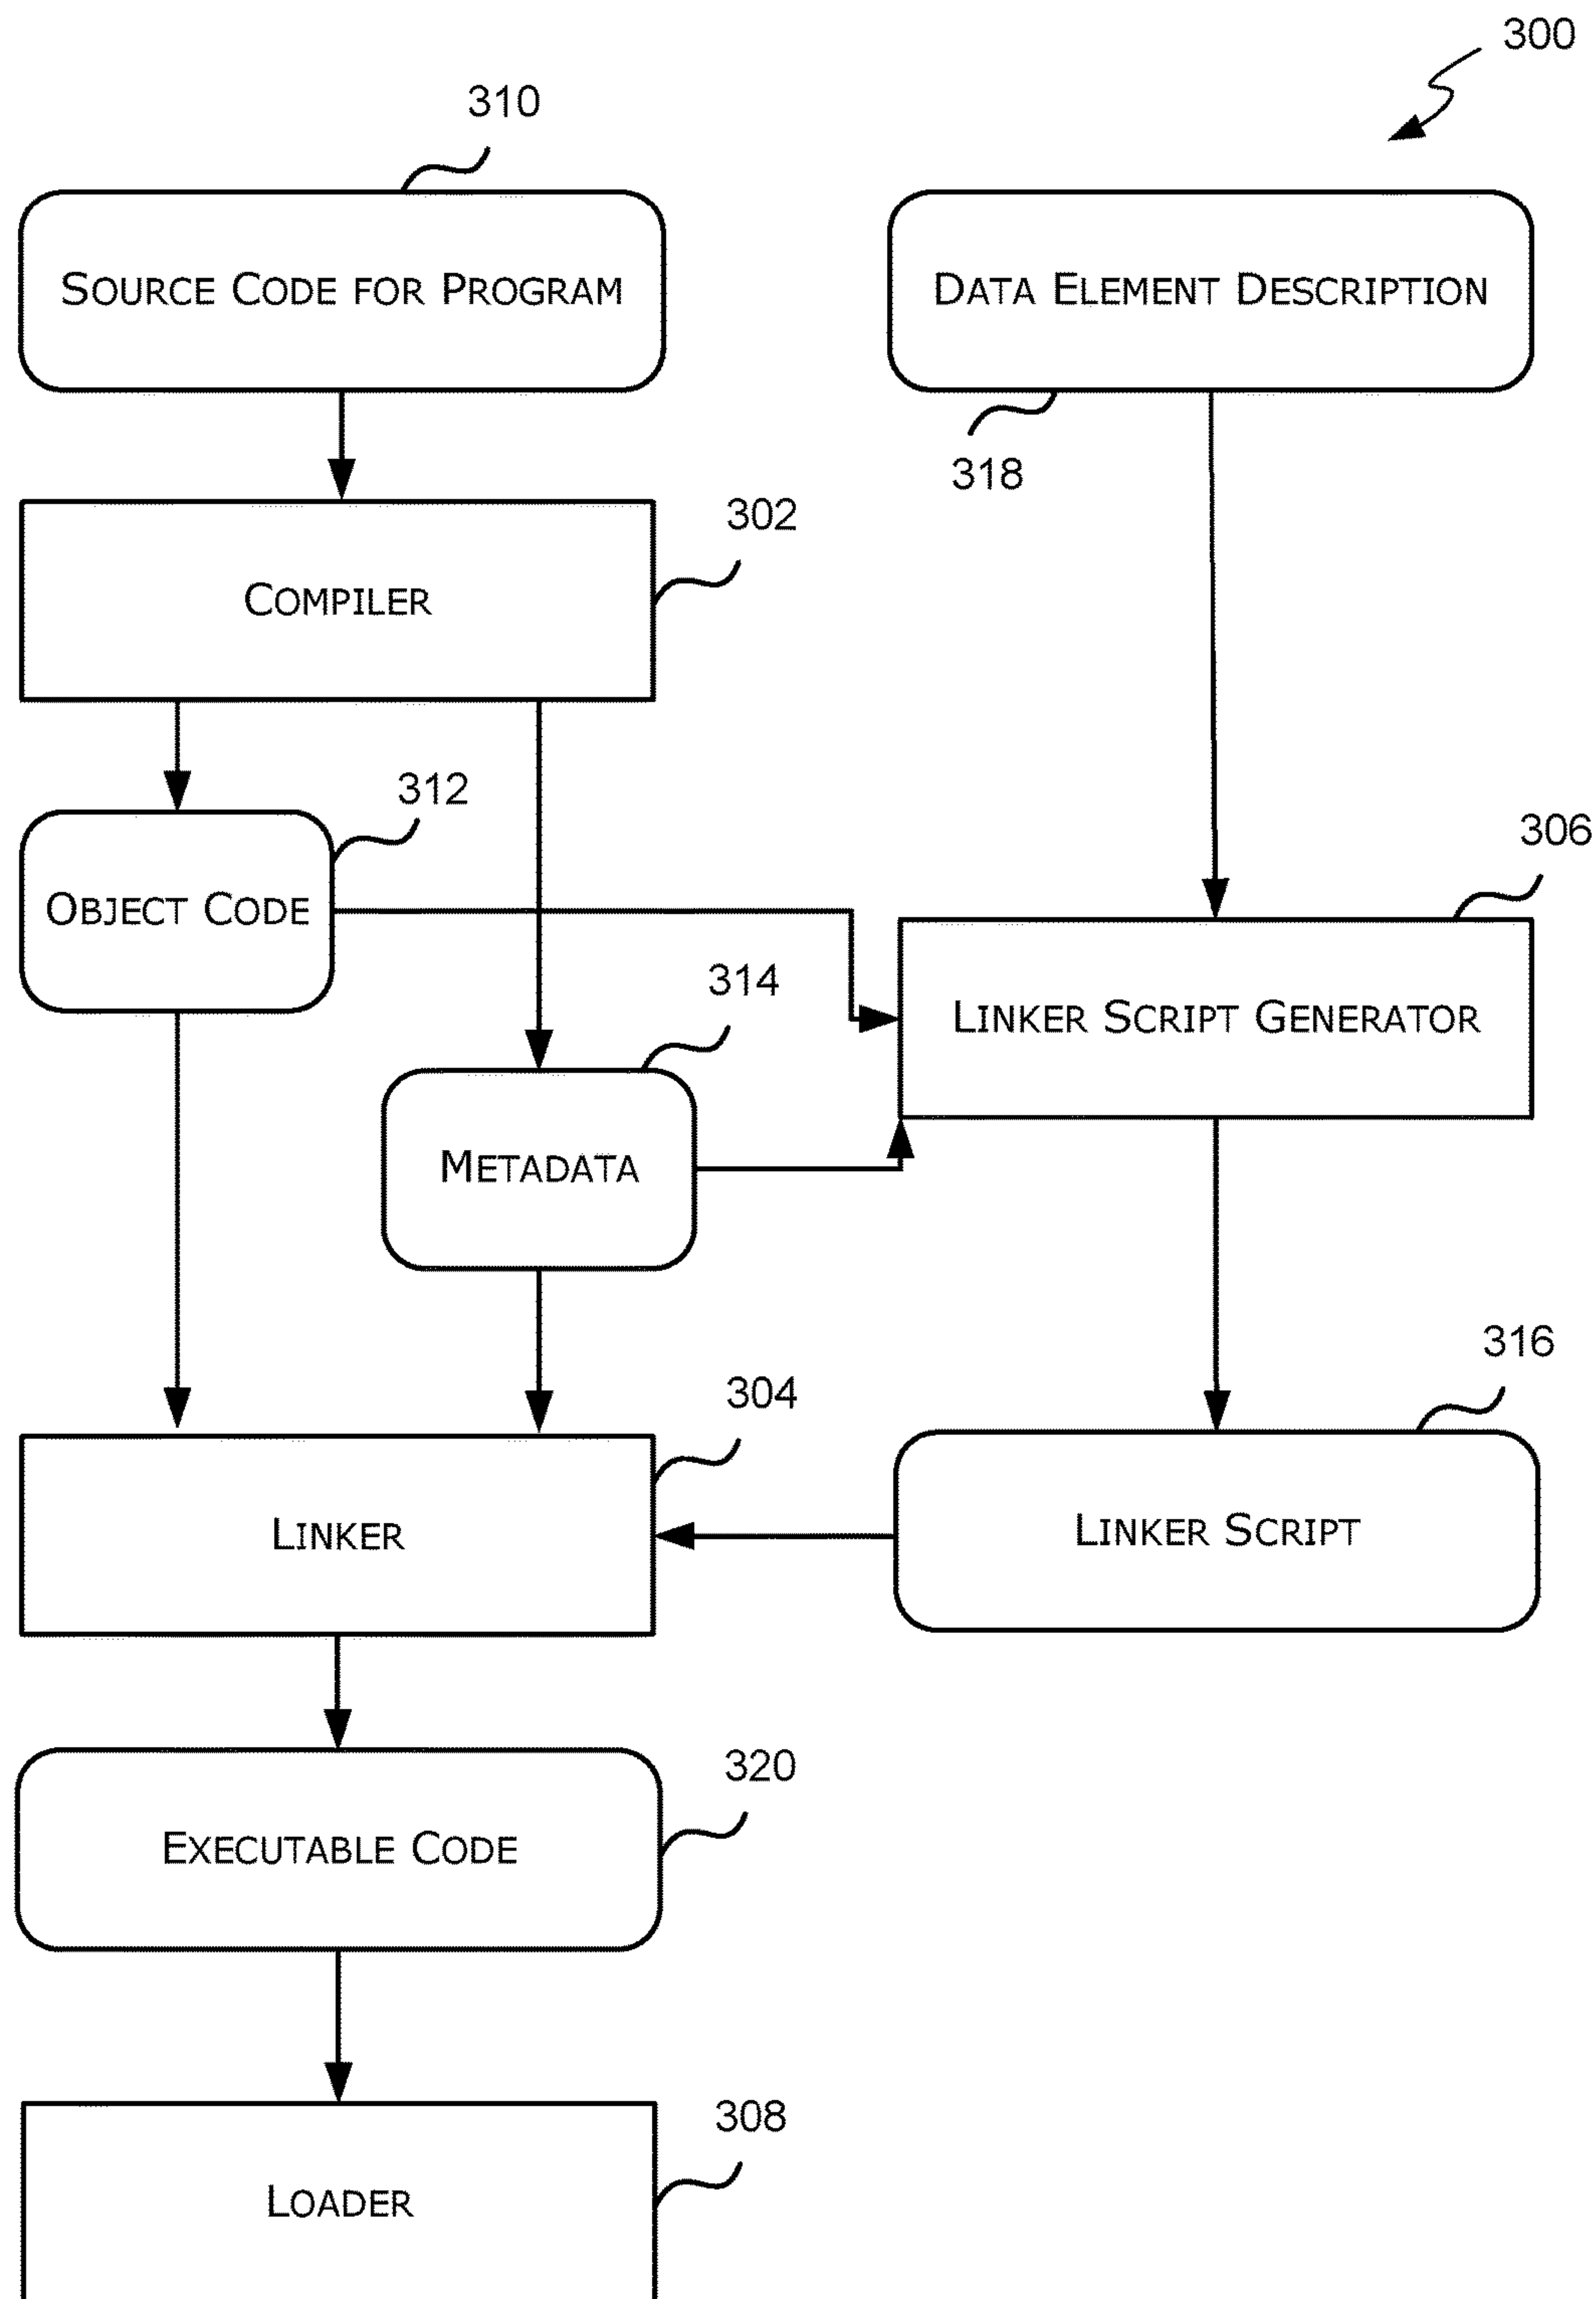 300
310
SOURCE CODE FOR PROGRAM
DATA ELEMENT DESCRIPTION
318
302
COMPILER
312
OBJECT CODE
306
314
LINKER SCRIPT GENERATOR
METADATA
316
304
LINKER
LINKER SCRIPT
320
EXECUTABLE CODE
308
LOADER